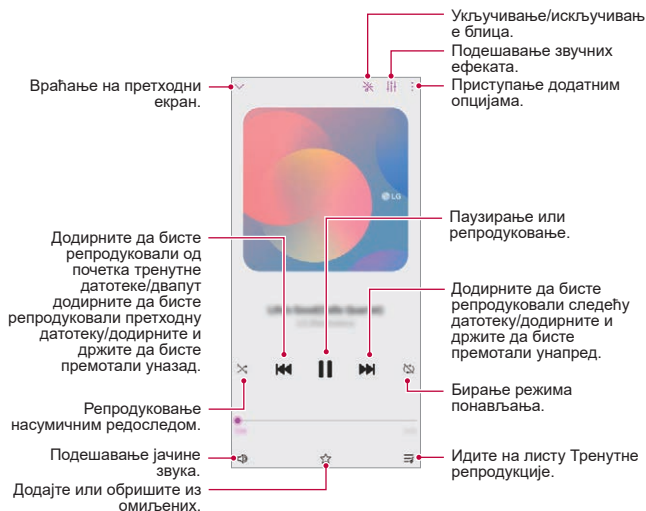 Укључивање/искључивањ
е блица.
Подешавање звучних
ефеката.
Приступање додатним
опцијама.
Враћање на претходни
екран.
LG
Паузирање или
репродуковање.
Додирните да бисте
репродуковали од
почетка тренутне
датотеке/двапут
додирните да бисте
репродуковали претходну
датотеку/додирните и
држите да бисте
премотали уназад.
Додирните да бисте
репродуковали следећу
датотеку/додирните и
држите да бисте
премотали унапред.
Репродуковање
насумичним редоследом.
Бирање режима
понављања.
Подешавање јачине
звука.
Идите на листу Тренутне
репродукције.
Додајте или обришите из
омиљених.